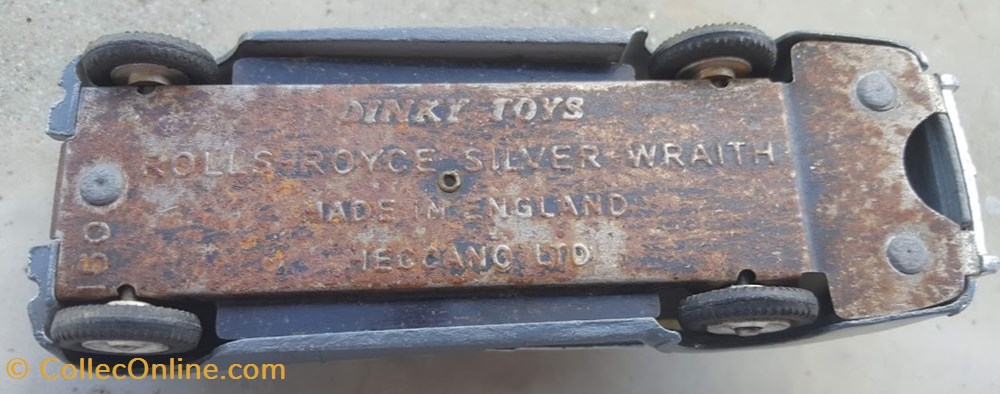 DINKY TOYS
ROLLS-ROYCE SILVER WRAITH
MADE IN ENGLAND
MECCANO LTD
150
© CollecOnline.com